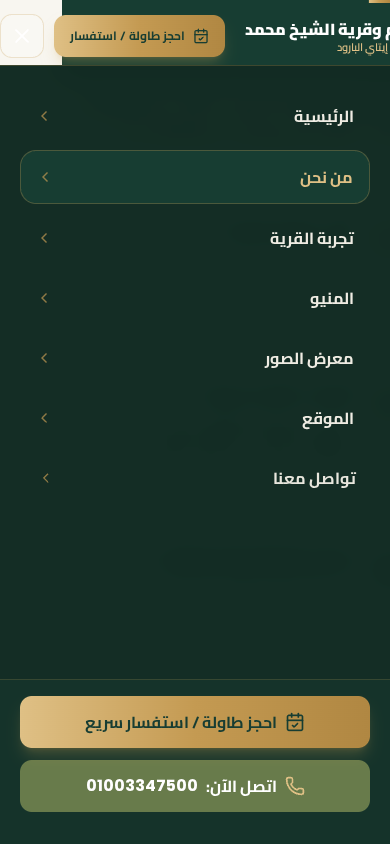 وقرية الشيخ محمد
إيتاي البارود
احجز طاولة / استفسار
الرئيسية
من نحن
تجربة القرية
المنيو
معرض الصور
الموقع
تواصل معنا
احجز طاولة / استفسار سريع
اتصل الآن: 01003347500